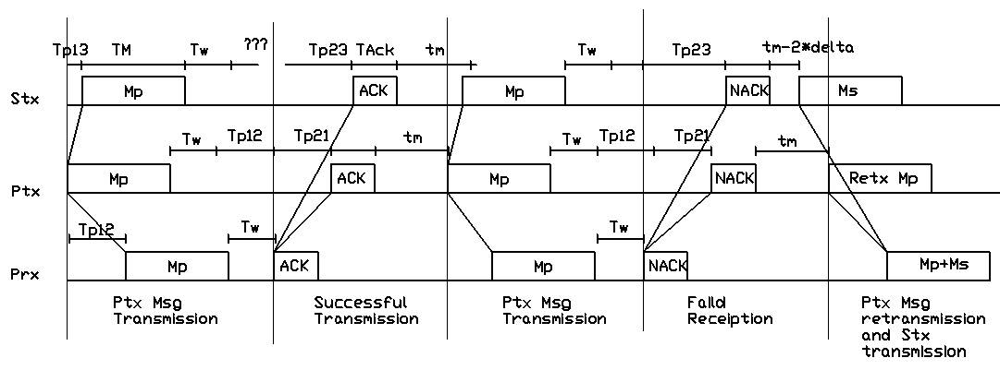 Tp13 TM Tw ??? Tp23 TAck tm Tw Tp23 tm-2*delta
Stx Mp ACK Mp NACK Ms
Tw Tp12 Tp21 tm Tw Tp12 Tp21 tm
Ptx Mp ACK Mp NACK Retx Mp
Tp12 Tw Tw
Prx Mp ACK Mp NACK Mp+Ms
Ptx Msg
Transmission
Successful
Transmission
Ptx Msg
Transmission
Faild
Receiption
Ptx Msg
retransmission
and Stx
transmission